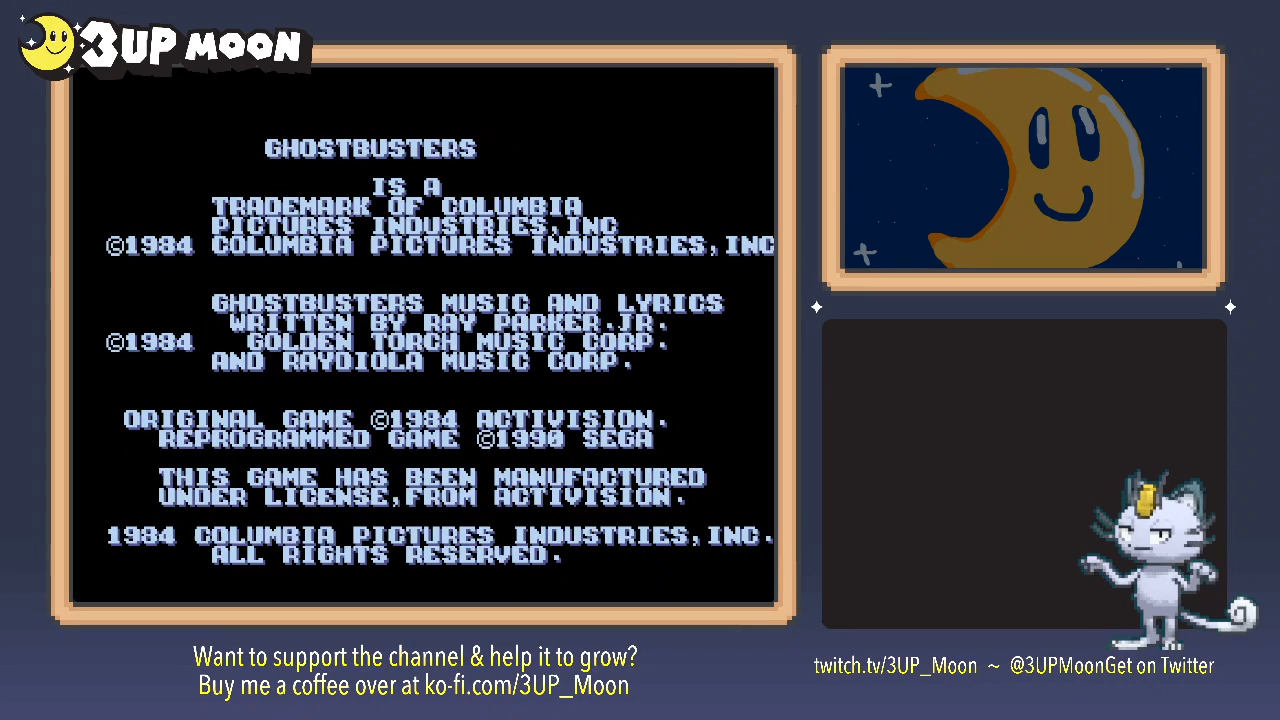 3UP MOON
GHOSTBUSTERS
IS A
TRADEMARK OF COLUMBIA
PICTURES INDUSTRIES,INC
©1984 COLUMBIA PICTURES INDUSTRIES,INC
GHOSTBUSTERS MUSIC AND LYRICS
WRITTEN BY RAY PARKER.JR.
©1984 GOLDEN TORCH MUSIC CORP.
AND RAYDIOLA MUSIC CORP.
ORIGINAL GAME ©1984 ACTIVISION.
REPROGRAMMED GAME ©1990 SEGA
THIS GAME HAS BEEN MANUFACTURED
UNDER LICENSE,FROM ACTIVISION.
1984 COLUMBIA PICTURES INDUSTRIES,INC.
ALL RIGHTS RESERVED.
Want to support the channel & help it to grow?
Buy me a coffee over at ko-fi.com/3UP_Moon
twitch.tv/3UP_Moon ~ @3UPMoonGet on Twitter